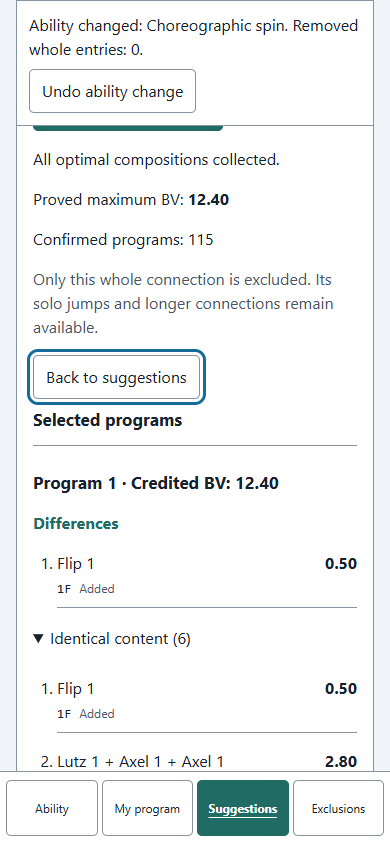 Ability changed: Choreographic spin. Removed
whole entries: 0.
Undo ability change
All optimal compositions collected.
Proved maximum BV: 12.40
Confirmed programs: 115
Only this whole connection is excluded. Its
solo jumps and longer connections remain
available.
Back to suggestions
Selected programs
Program 1 · Credited BV: 12.40
Differences
1. Flip 1 0.50
1F Added
▼ Identical content (6)
1. Flip 1 0.50
1F Added
2. Lutz 1 + Axel 1 + Axel 1 2.80
Ability My program Suggestions Exclusions